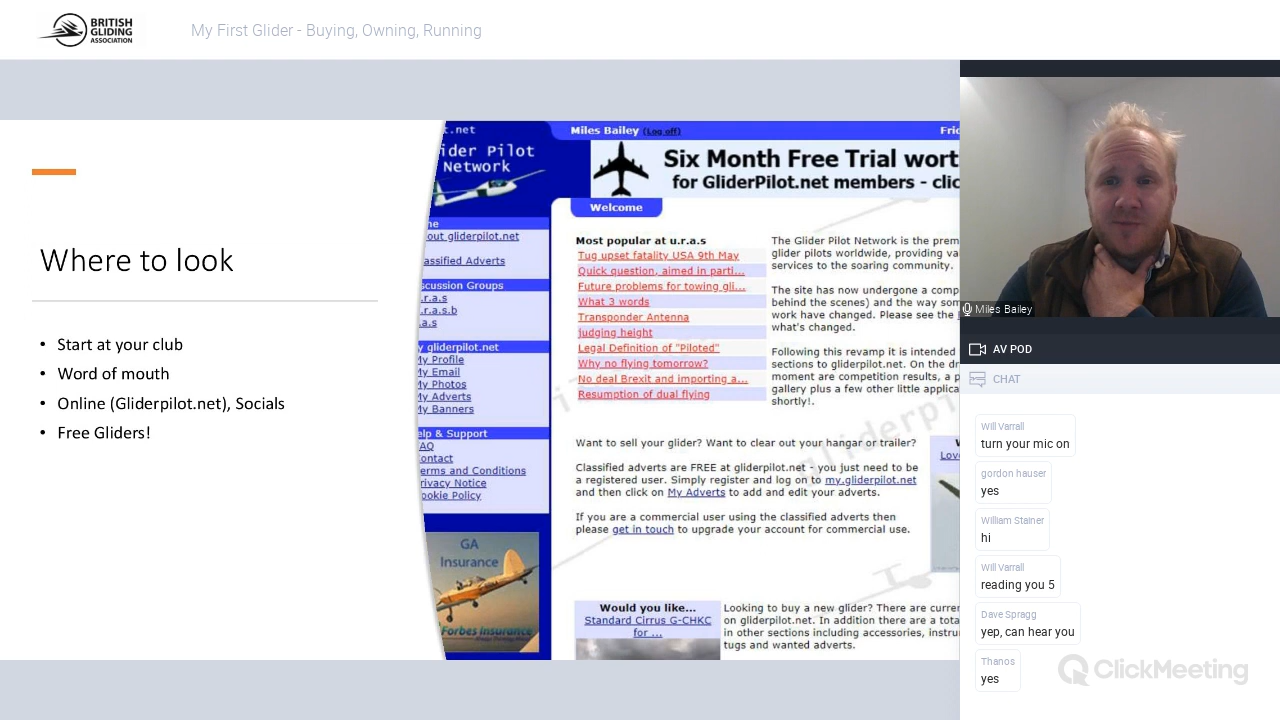 BRITISH
GLIDING
ASSOCIATION
My First Glider - Buying, Owning, Running
Where to look
• Start at your club
• Word of mouth
• Online (Gliderpilot.net), Socials
• Free Gliders!
t.net
ider Pilot
Network
me
out gliderpilot.net
assified Adverts
scussion Groups
.r.a.s
.r.a.s.b
.a.s
y gliderpilot.net
My Profile
My Email
My Photos
My Adverts
My Banners
elp & Support
AQ
ontact
erms and Conditions
rivacy Notice
ookie Policy
GA
Insurance
Forbes Insurance
Miles Bailey (Log off)
Fric
Six Month Free Trial wort
for GliderPilot.net members - clic
Welcome
Most popular at u.r.a.s
Tug upset fatality USA 9th May
Quick question, aimed in parti...
Future problems for towing gli...
What 3 words
Transponder Antenna
judging height
Legal Definition of "Piloted"
Why no flying tomorrow?
No deal Brexit and importing a...
Resumption of dual flying
The Glider Pilot Network is the prem
glider pilots worldwide, providing va
services to the soaring community.
The site has now undergone a comp
behind the scenes) and the way som
work have changed. Please see the
what's changed.
Following this revamp it is intended
sections to gliderpilot.net. On the dr
moment are competition results, a p
gallery plus a few other little applica
shortly!.
Want to sell your glider? Want to clear out your hangar or trailer?
Classified adverts are FREE at gliderpilot.net - you just need to be
a registered user. Simply register and log on to my.gliderpilot.net
and then click on My Adverts to add and edit your adverts.
If you are a commercial user using the classified adverts then
please get in touch to upgrade your account for commercial use.
Love
Would you like...
Standard Cirrus G-CHKC
for ...
Looking to buy a new glider? There are currer
on gliderpilot.net. In addition there are a tota
in other sections including accessories, instru
tugs and wanted adverts.
gliderpi
Miles Bailey
AV POD
CHAT
Will Varrall
turn your mic on
gordon hauser
yes
William Stainer
hi
Will Varrall
reading you 5
Dave Spragg
yep, can hear you
Thanos
yes
ClickMeeting